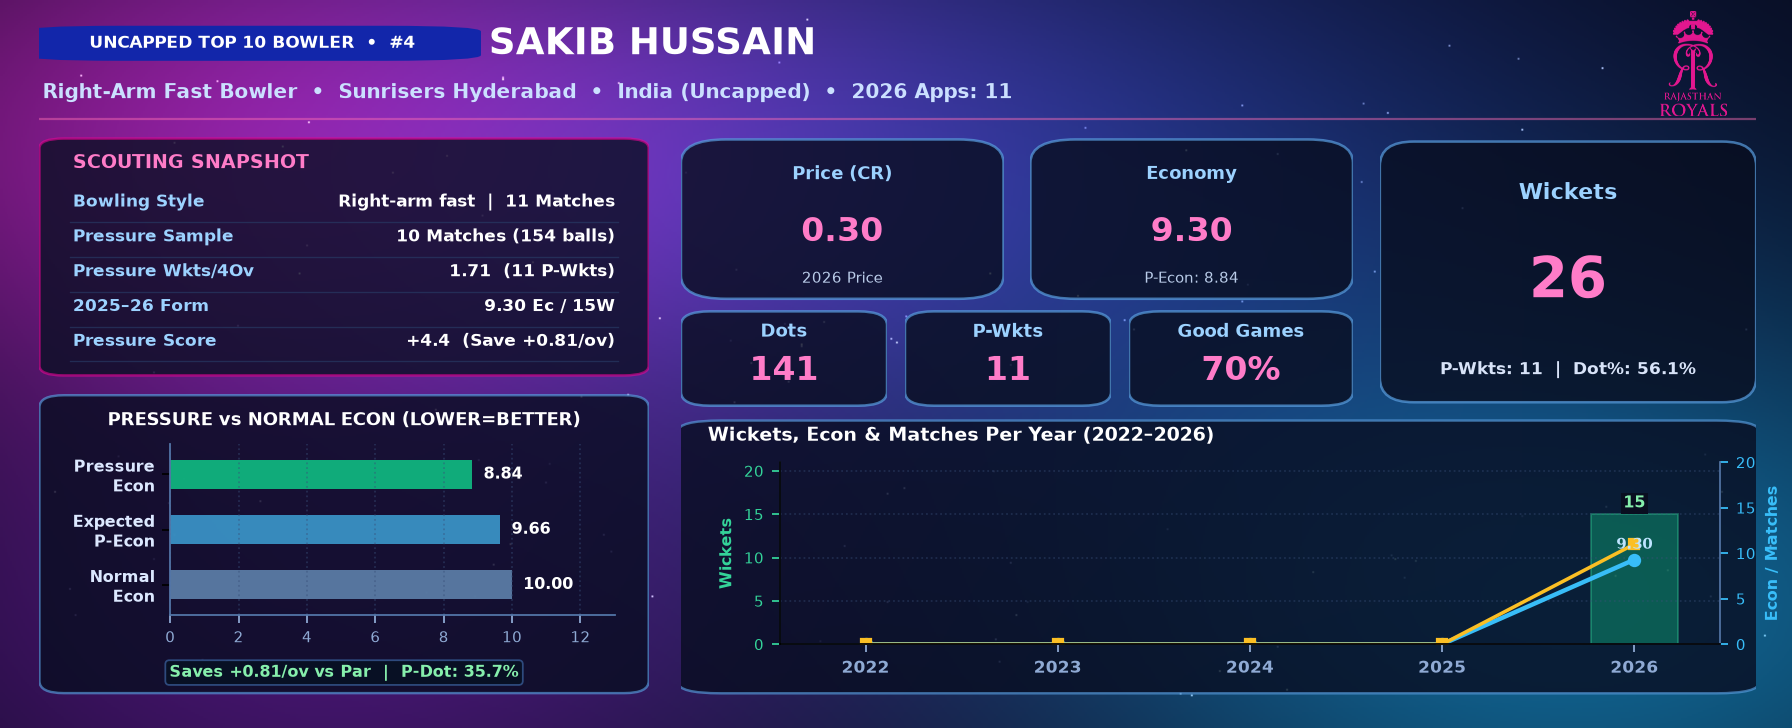 UNCAPPED TOP 10 BOWLER • #4
SAKIB HUSSAIN
Right-Arm Fast Bowler • Sunrisers Hyderabad • India (Uncapped) • 2026 Apps: 11
RAJASTHAN
ROYALS
SCOUTING SNAPSHOT
Bowling Style Right-arm fast | 11 Matches
Pressure Sample 10 Matches (154 balls)
Pressure Wkts/4Ov 1.71 (11 P-Wkts)
2025–26 Form 9.30 Ec / 15W
Pressure Score +4.4 (Save +0.81/ov)
Price (CR)
0.30
2026 Price
Economy
9.30
P-Econ: 8.84
Wickets
26
P-Wkts: 11 | Dot%: 56.1%
Dots
141
P-Wkts
11
Good Games
70%
PRESSURE vs NORMAL ECON (LOWER=BETTER)
Pressure
Econ
8.84
Expected
P-Econ
9.66
Normal
Econ
10.00
0 2 4 6 8 10 12
Saves +0.81/ov vs Par | P-Dot: 35.7%
Wickets, Econ & Matches Per Year (2022–2026)
Wickets
20
15
10
5
0
15
9.30
20
15
10
5
0
Econ / Matches
2022 2023 2024 2025 2026